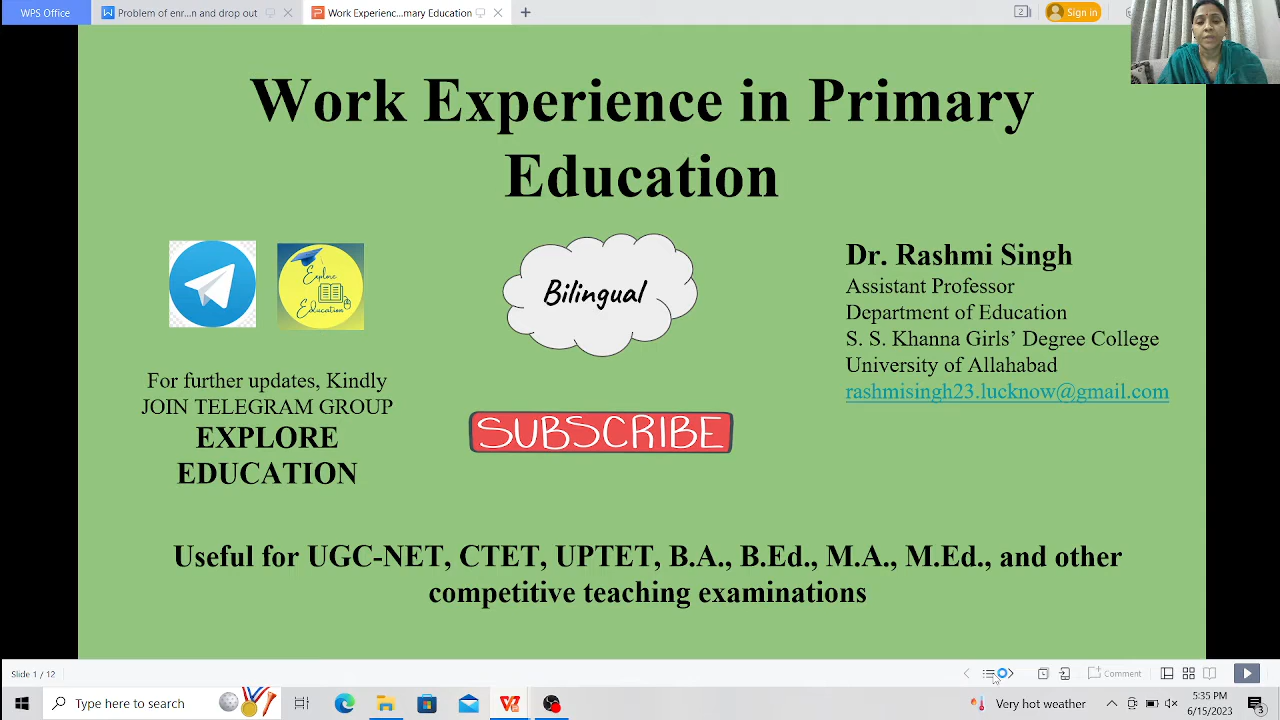 WPS Office
Problem of enr...n and drop out
Work Experienc...mary Education
2
Sign in
Work Experience in Primary
Education
Explore
Education
Bilingual
Dr. Rashmi Singh
Assistant Professor
Department of Education
S. S. Khanna Girls’ Degree College
University of Allahabad
rashmisingh23.lucknow@gmail.com
For further updates, Kindly
JOIN TELEGRAM GROUP
EXPLORE
EDUCATION
SUBSCRIBE
Useful for UGC-NET, CTET, UPTET, B.A., B.Ed., M.A., M.Ed., and other
competitive teaching examinations
Slide 1 / 12
Comment
Type here to search
Very hot weather
5:35 PM
6/15/2023
3